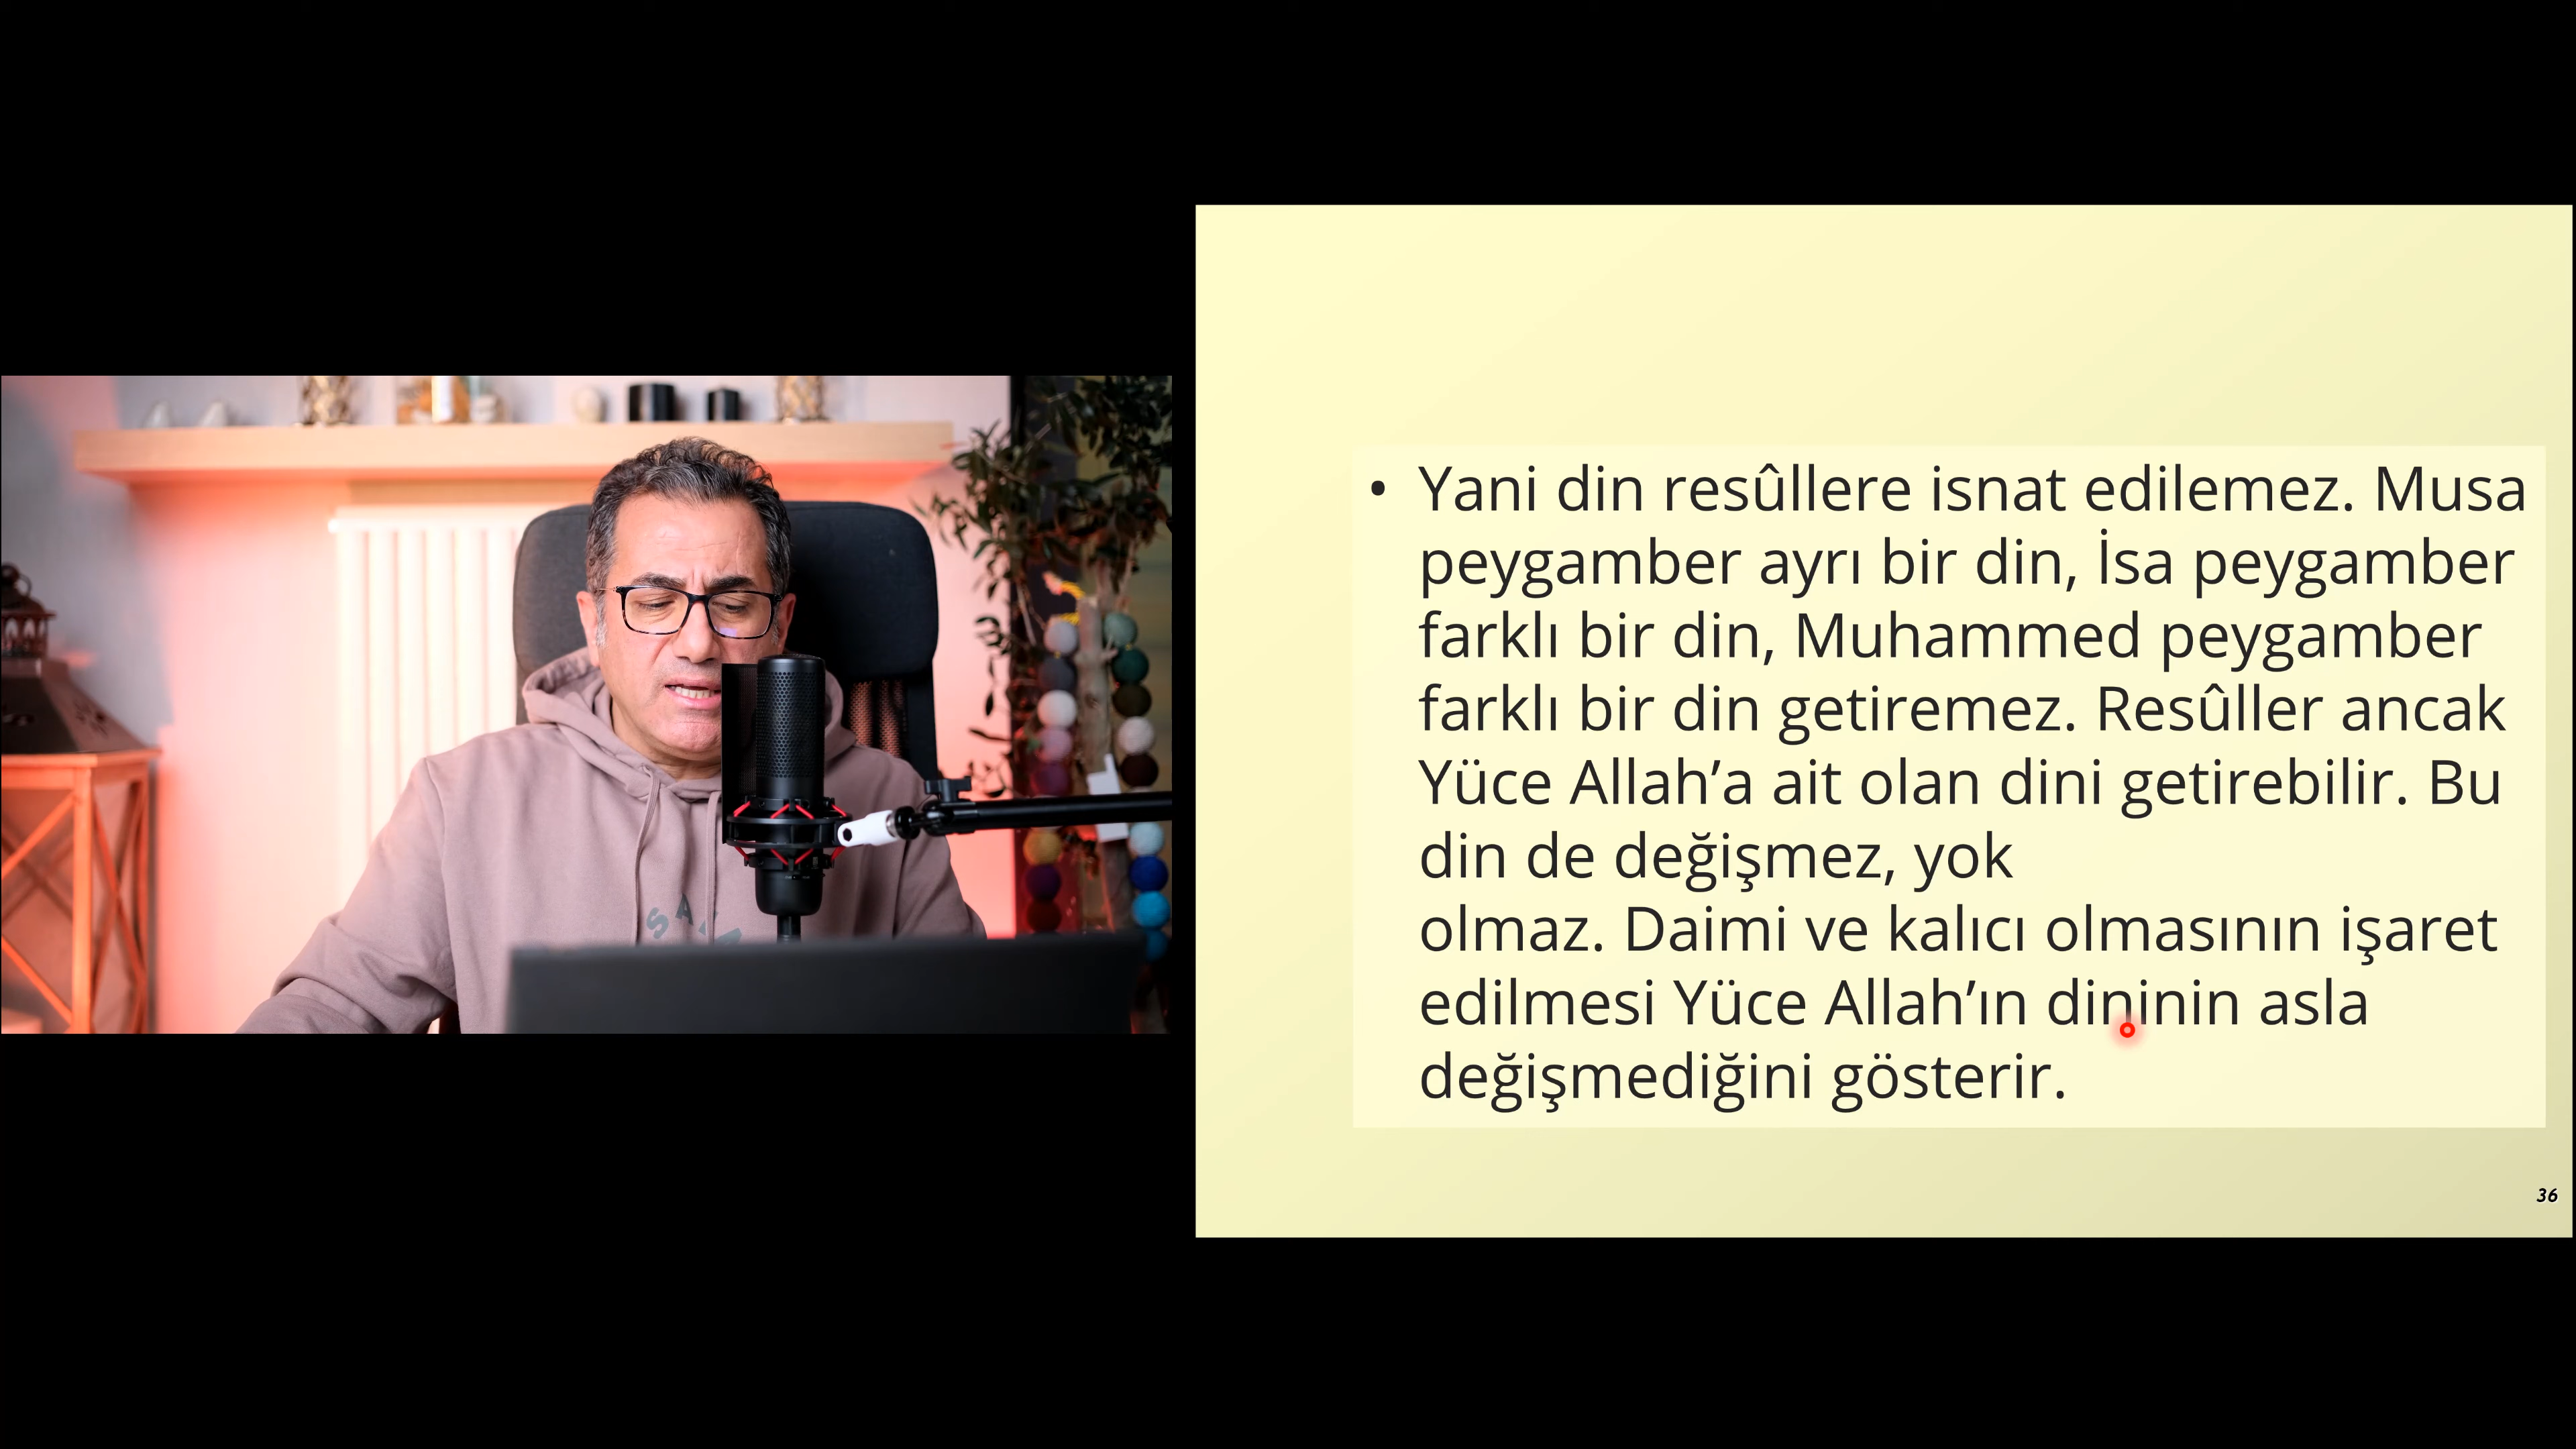 • Yani din resûllere isnat edilemez. Musa
peygamber ayrı bir din, İsa peygamber
farklı bir din, Muhammed peygamber
farklı bir din getiremez. Resûller ancak
Yüce Allah’a ait olan dini getirebilir. Bu
din de değişmez, yok
olmaz. Daimi ve kalıcı olmasının işaret
edilmesi Yüce Allah’ın dininin asla
değişmediğini gösterir.
36